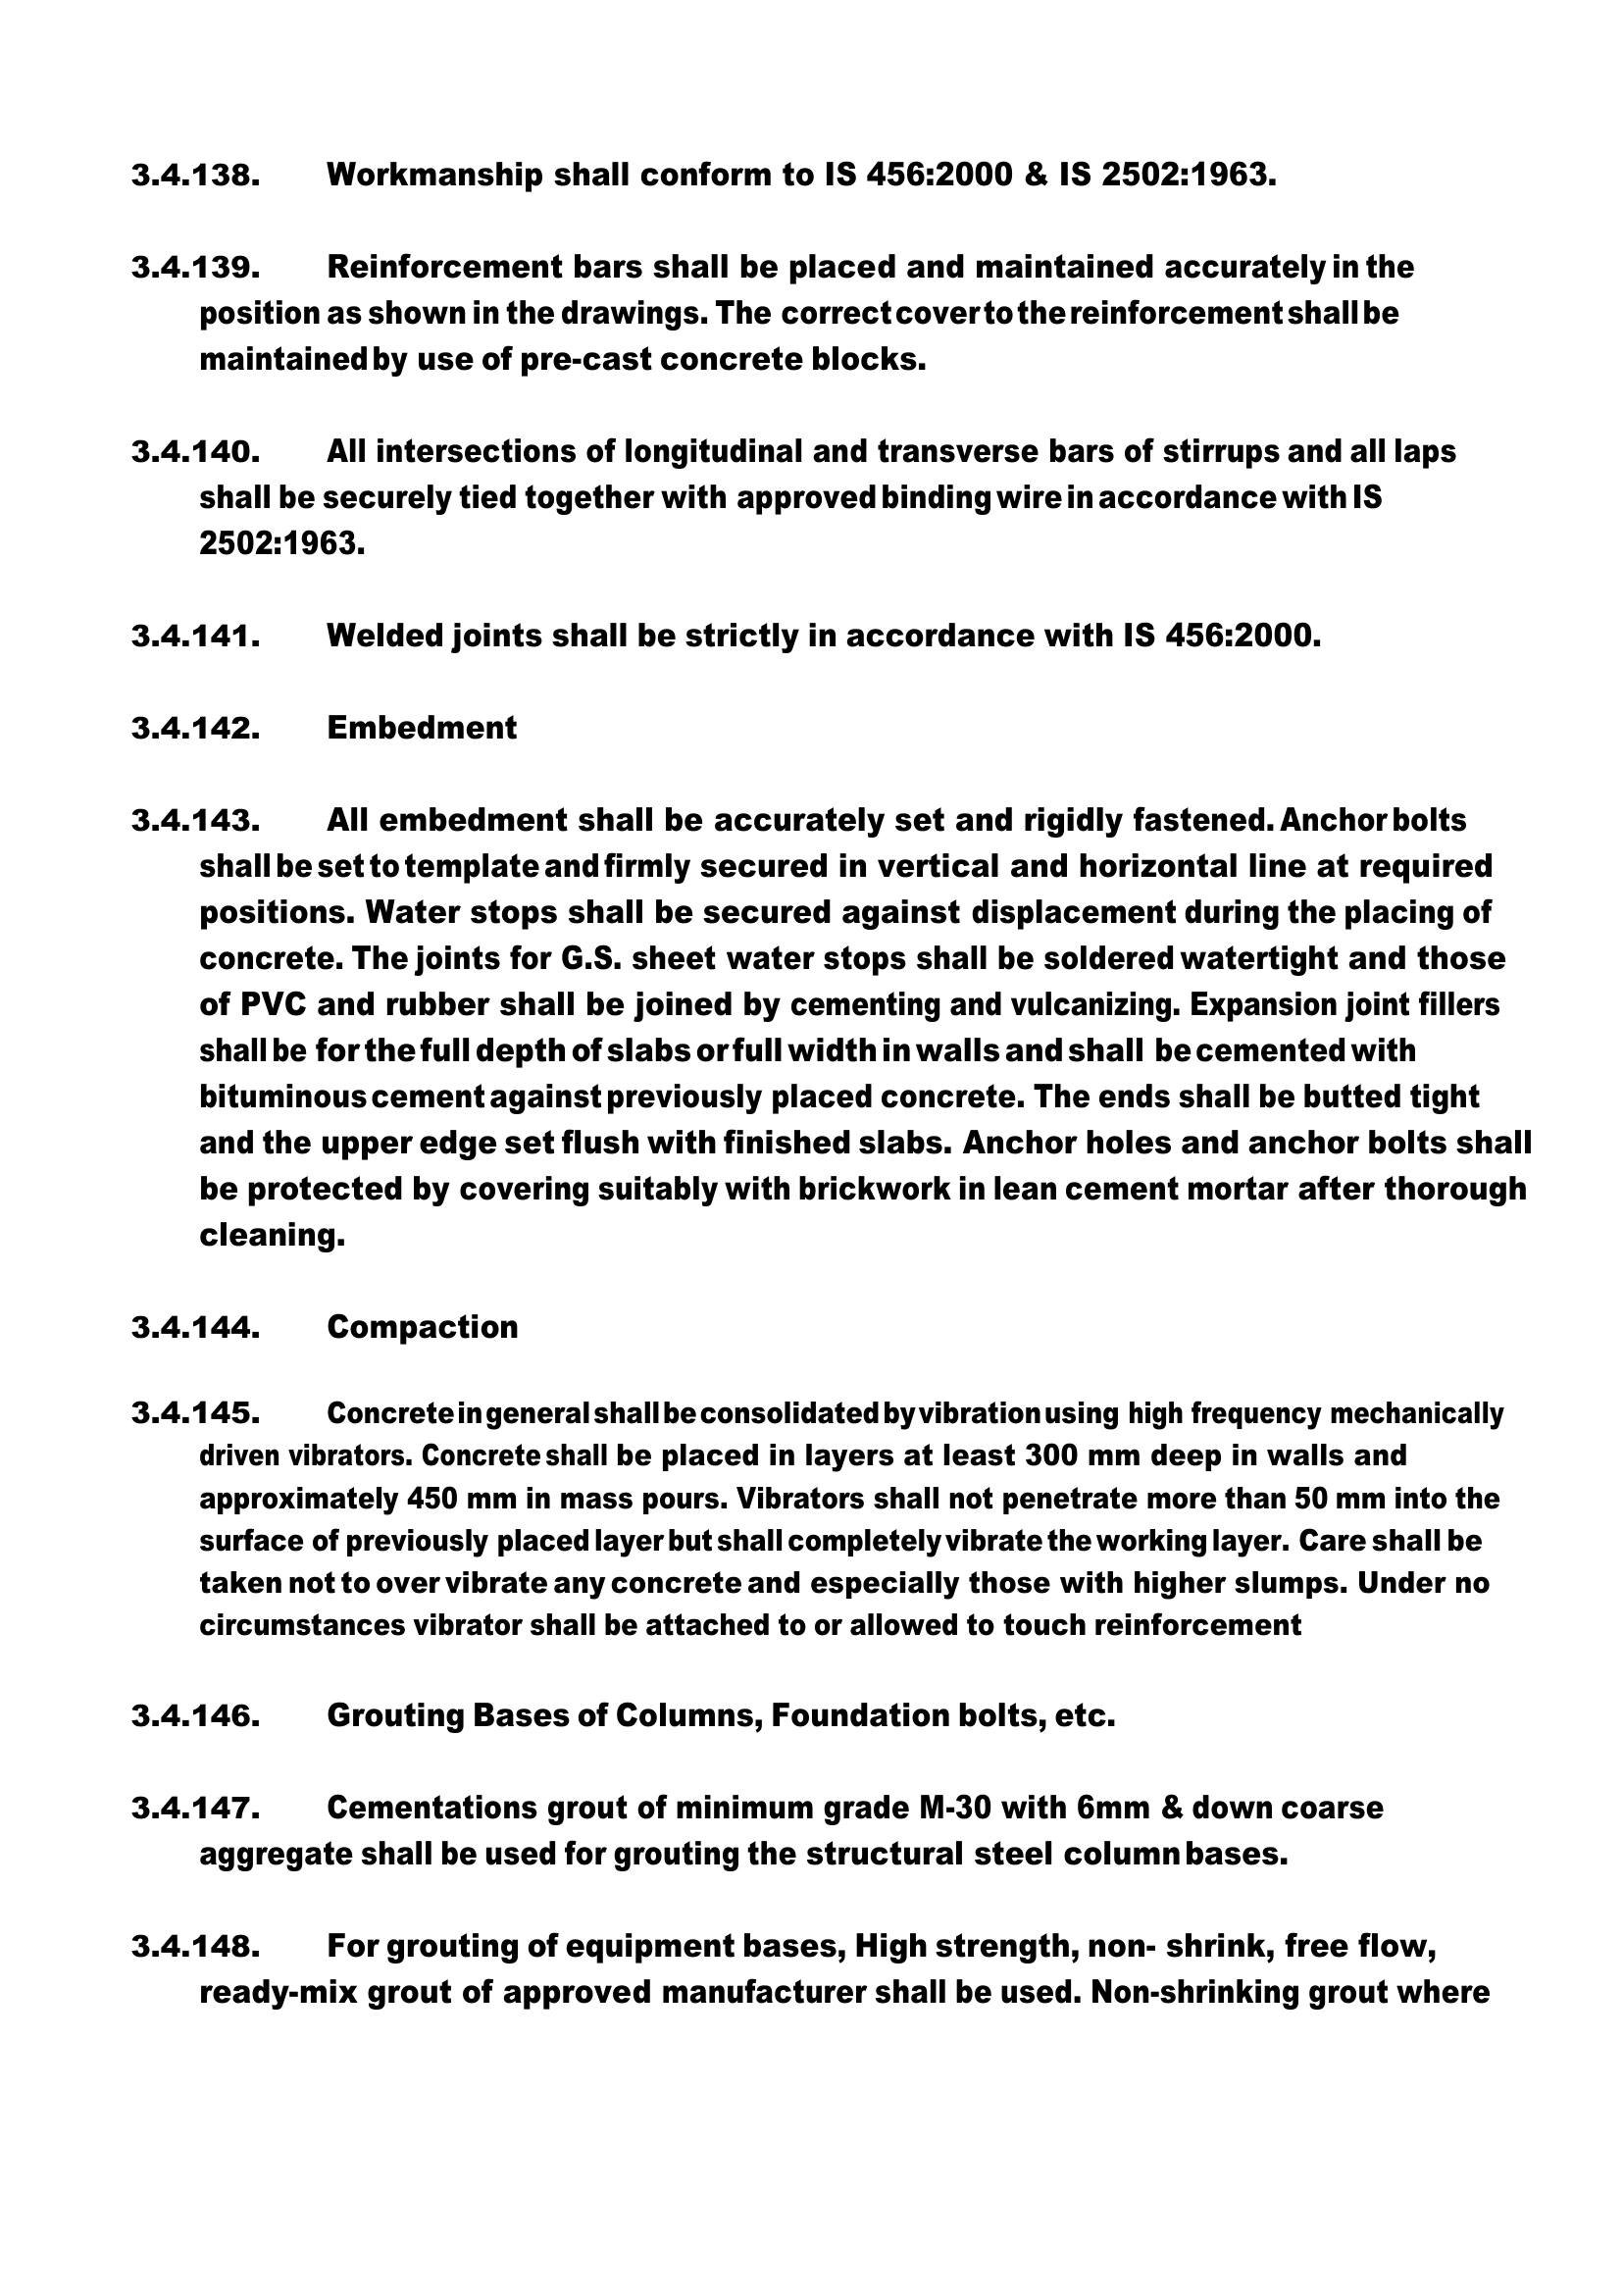 3.4.138. Workmanship shall conform to IS 456:2000 & IS 2502:1963.
3.4.139. Reinforcement bars shall be placed and maintained accurately in the
position as shown in the drawings. The correct cover to the reinforcement shall be
maintained by use of pre-cast concrete blocks.
3.4.140. All intersections of longitudinal and transverse bars of stirrups and all laps
shall be securely tied together with approved binding wire in accordance with IS
2502:1963.
3.4.141. Welded joints shall be strictly in accordance with IS 456:2000.
3.4.142. Embedment
3.4.143. All embedment shall be accurately set and rigidly fastened. Anchor bolts
shall be set to template and firmly secured in vertical and horizontal line at required
positions. Water stops shall be secured against displacement during the placing of
concrete. The joints for G.S. sheet water stops shall be soldered watertight and those
of PVC and rubber shall be joined by cementing and vulcanizing. Expansion joint fillers
shall be for the full depth of slabs or full width in walls and shall be cemented with
bituminous cement against previously placed concrete. The ends shall be butted tight
and the upper edge set flush with finished slabs. Anchor holes and anchor bolts shall
be protected by covering suitably with brickwork in lean cement mortar after thorough
cleaning.
3.4.144. Compaction
3.4.145. Concrete in general shall be consolidated by vibration using high frequency mechanically
driven vibrators. Concrete shall be placed in layers at least 300 mm deep in walls and
approximately 450 mm in mass pours. Vibrators shall not penetrate more than 50 mm into the
surface of previously placed layer but shall completely vibrate the working layer. Care shall be
taken not to over vibrate any concrete and especially those with higher slumps. Under no
circumstances vibrator shall be attached to or allowed to touch reinforcement
3.4.146. Grouting Bases of Columns, Foundation bolts, etc.
3.4.147. Cementations grout of minimum grade M-30 with 6mm & down coarse
aggregate shall be used for grouting the structural steel column bases.
3.4.148. For grouting of equipment bases, High strength, non- shrink, free flow,
ready-mix grout of approved manufacturer shall be used. Non-shrinking grout where